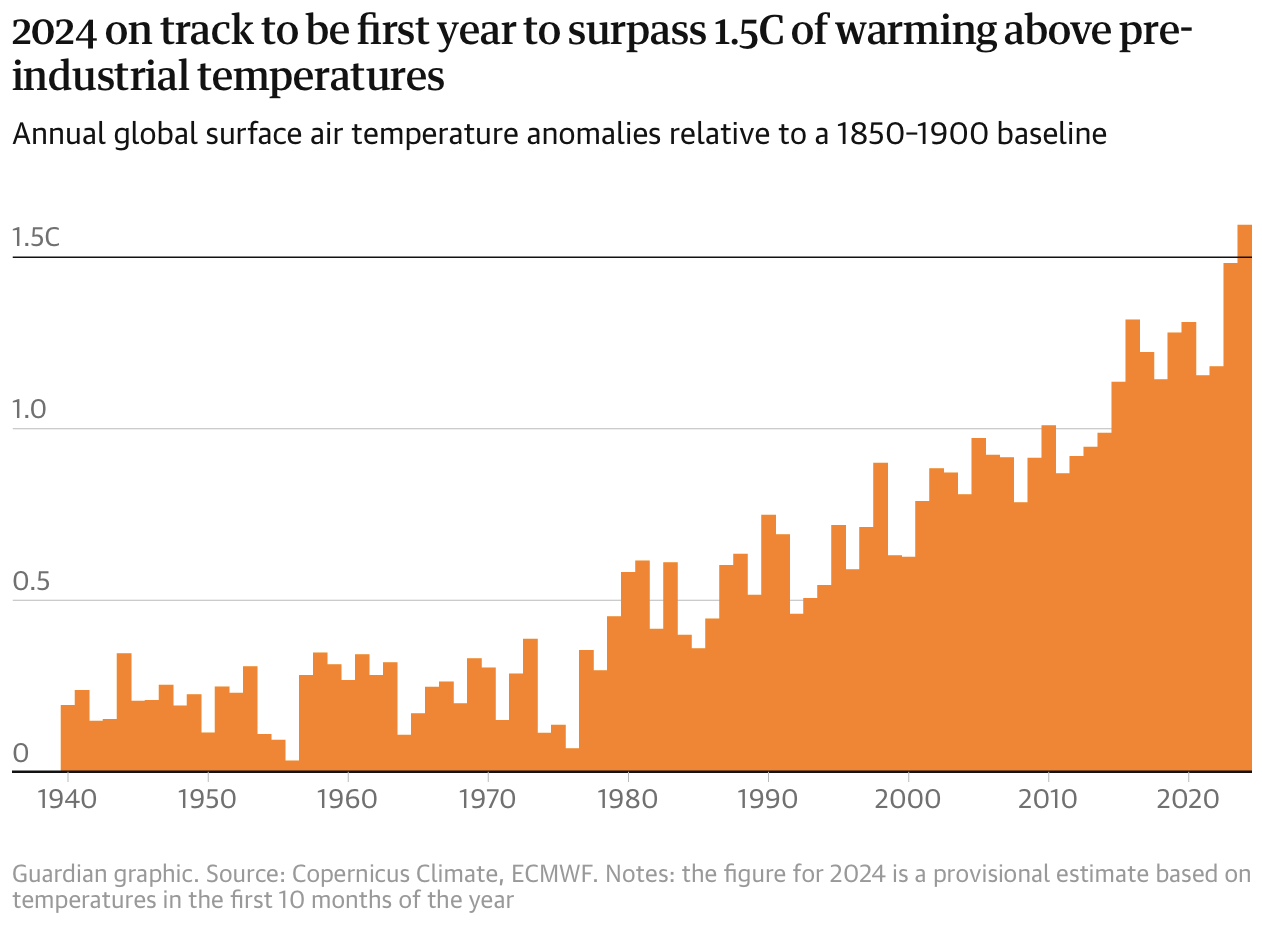 2024 on track to be first year to surpass 1.5C of warming above pre-
industrial temperatures
Annual global surface air temperature anomalies relative to a 1850–1900 baseline
1.5C
1.0
0.5
0
1940 1950 1960 1970 1980 1990 2000 2010 2020
Guardian graphic. Source: Copernicus Climate, ECMWF. Notes: the figure for 2024 is a provisional estimate based on
temperatures in the first 10 months of the year